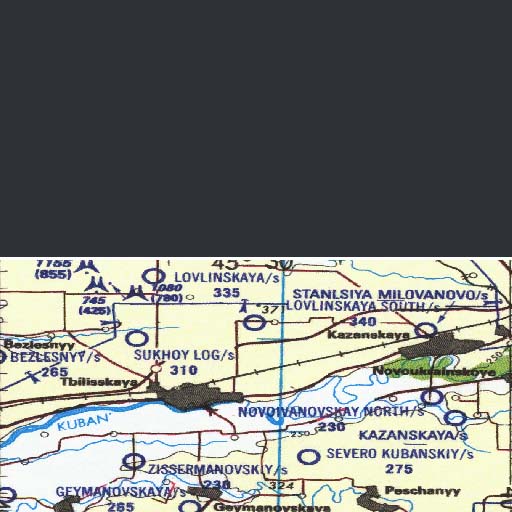 1155
(855)
45° 30'
LOVLINSKAYA/s
335
1080
(780)
745
(425)
STANLSIYA MILOVANOVO/s
LOVLINSKAYA SOUTH/s
340
37
Kazanskaya
Bezlesnyy
BEZLESNYY/s
265
SUKHOY LOG/s
310
Tbilisskaya
250
Novoukrainskoye
NOVOIVANOVSKAY NORTH/s
230
KUBAN'
250
KAZANSKAYA/s
SEVERO KUBANSKIY/s
275
ZISSERMANOVSKIY/s
230
324
GEYMANOVSKAYA/s
265
Geymanovskaya
Peschanyy